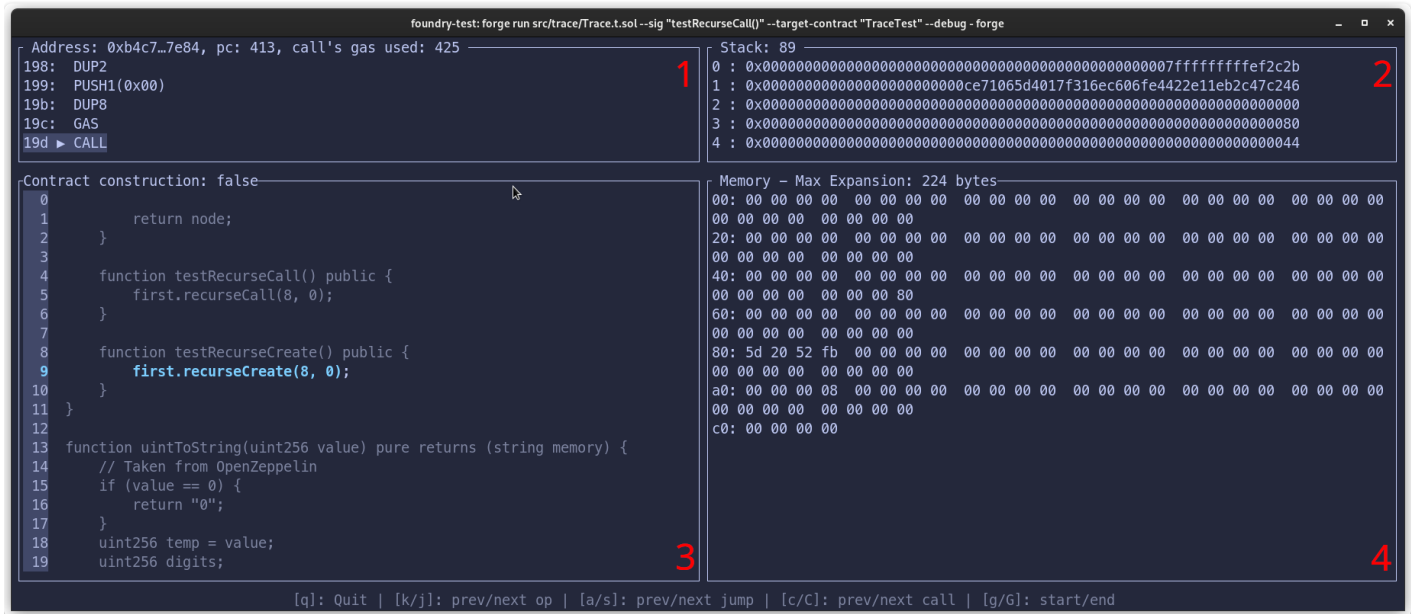 foundry-test: forge run src/trace/Trace.t.sol --sig "testRecurseCall()" --target-contract "TraceTest" --debug - forge
Address: 0xb4c7…7e84, pc: 413, call's gas used: 425
198: DUP2
199: PUSH1(0x00)
19b: DUP8
19c: GAS
19d ▶ CALL
1
Stack: 89
0 : 0x0000000000000000000000000000000000000000000000007fffffffffef2c2b
1 : 0x000000000000000000000000ce71065d4017f316ec606fe4422e11eb2c47c246
2 : 0x0000000000000000000000000000000000000000000000000000000000000000
3 : 0x0000000000000000000000000000000000000000000000000000000000000080
4 : 0x0000000000000000000000000000000000000000000000000000000000000044
2
Contract construction: false
0
1 return node;
2 }
3
4 function testRecurseCall() public {
5 first.recurseCall(8, 0);
6 }
7
8 function testRecurseCreate() public {
9 first.recurseCreate(8, 0);
10 }
11 }
12
13 function uintToString(uint256 value) pure returns (string memory) {
14 // Taken from OpenZeppelin
15 if (value == 0) {
16 return "0";
17 }
18 uint256 temp = value;
19 uint256 digits;
3
Memory – Max Expansion: 224 bytes
00: 00 00 00 00 00 00 00 00 00 00 00 00 00 00 00 00 00 00 00 00 00 00 00 00
00 00 00 00 00 00 00 00
20: 00 00 00 00 00 00 00 00 00 00 00 00 00 00 00 00 00 00 00 00 00 00 00 00
00 00 00 00 00 00 00 00
40: 00 00 00 00 00 00 00 00 00 00 00 00 00 00 00 00 00 00 00 00 00 00 00 00
00 00 00 00 00 00 00 80
60: 00 00 00 00 00 00 00 00 00 00 00 00 00 00 00 00 00 00 00 00 00 00 00 00
00 00 00 00 00 00 00 00
80: 5d 20 52 fb 00 00 00 00 00 00 00 00 00 00 00 00 00 00 00 00 00 00 00 00
00 00 00 00 00 00 00 00
a0: 00 00 00 08 00 00 00 00 00 00 00 00 00 00 00 00 00 00 00 00 00 00 00 00
00 00 00 00 00 00 00 00
c0: 00 00 00 00
4
[q]: Quit | [k/j]: prev/next op | [a/s]: prev/next jump | [c/C]: prev/next call | [g/G]: start/end